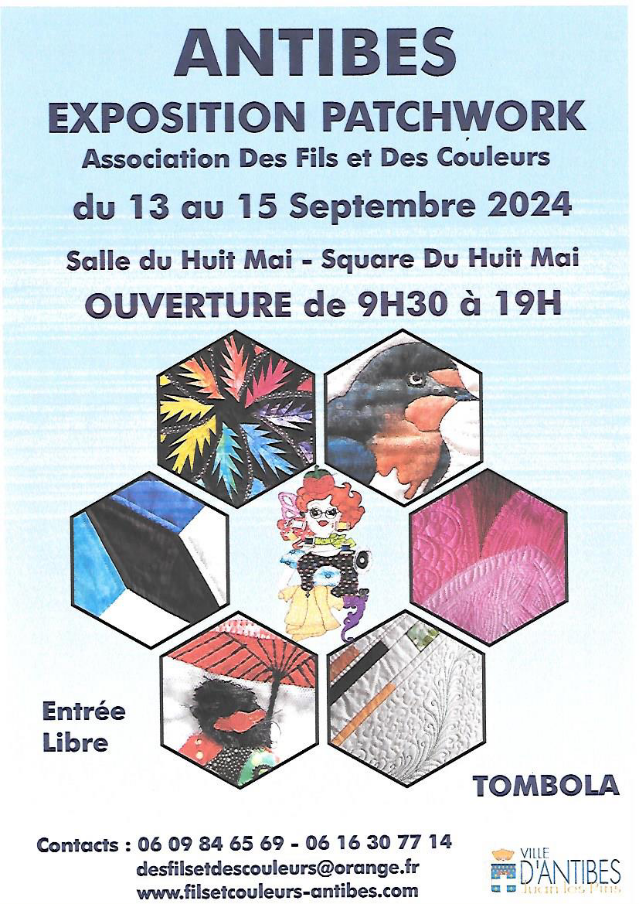 ANTIBES
EXPOSITION PATCHWORK
Association Des Fils et Des Couleurs
du 13 au 15 Septembre 2024
Salle du Huit Mai - Square Du Huit Mai
OUVERTURE de 9H30 à 19H
Entrée
Libre
TOMBOLA
Contacts : 06 09 84 65 69 - 06 16 30 77 14
desfilsetdescouleurs@orange.fr
www.filsetcouleurs-antibes.com
VILLE
D'ANTIBES
Juan les Pins